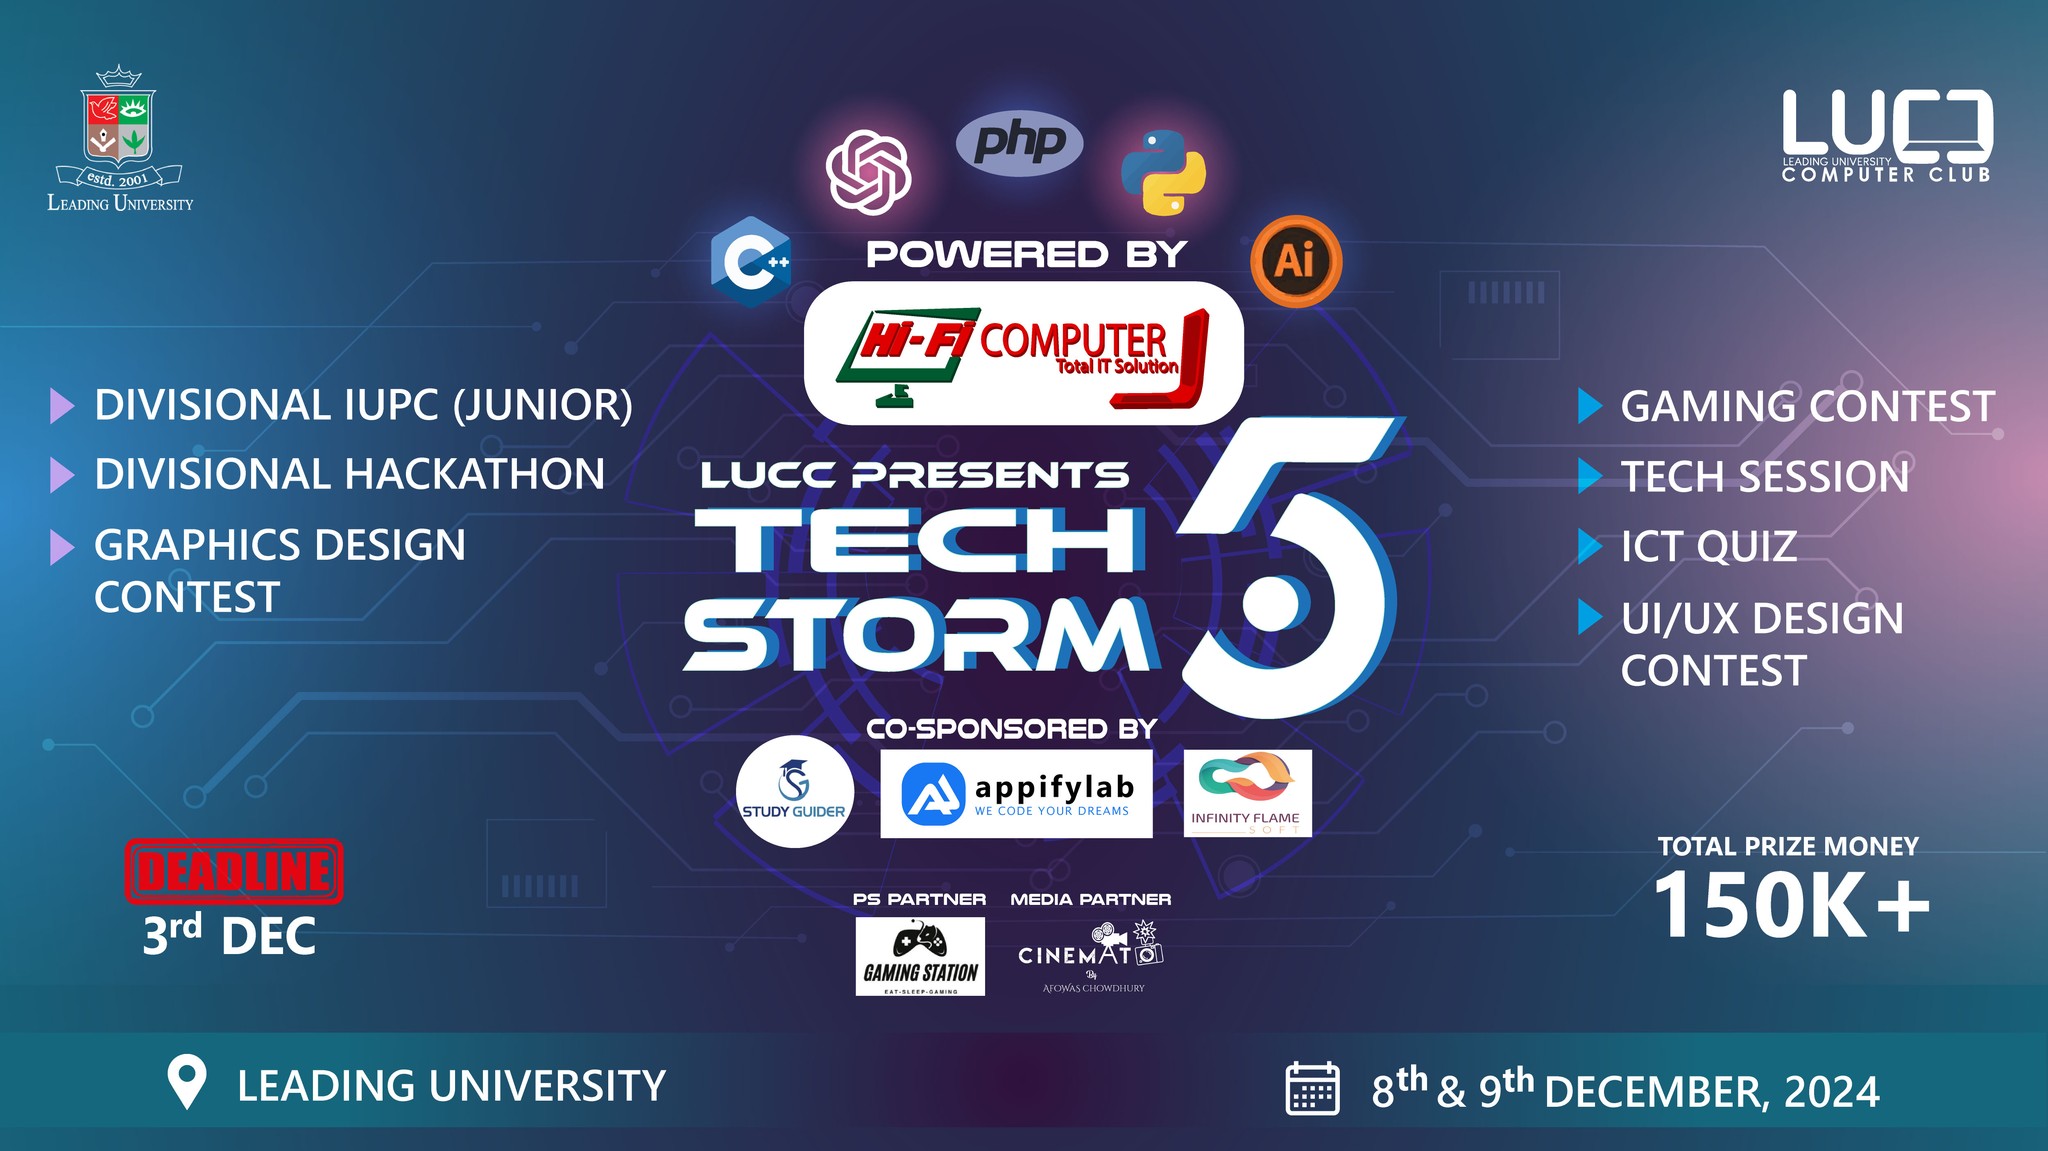 estd. 2001
LEADING UNIVERSITY
LUCC
LEADING UNIVERSITY
COMPUTER CLUB
php
C++
Ai
POWERED BY
Hi-Fi COMPUTER
Total IT Solution
DIVISIONAL IUPC (JUNIOR)
DIVISIONAL HACKATHON
GRAPHICS DESIGN
CONTEST
LUCC PRESENTS
TECH
STORM
5
GAMING CONTEST
TECH SESSION
ICT QUIZ
UI/UX DESIGN
CONTEST
CO-SPONSORED BY
STUDY GUIDER
appifylab
WE CODE YOUR DREAMS
INFINITY FLAME
SOFT
DEADLINE
3rd DEC
PS PARTNER
GAMING STATION
EAT-SLEEP-GAMING
MEDIA PARTNER
CINEMATO
By
AFOWAS CHOWDHURY
TOTAL PRIZE MONEY
150K+
LEADING UNIVERSITY
8th & 9th DECEMBER, 2024